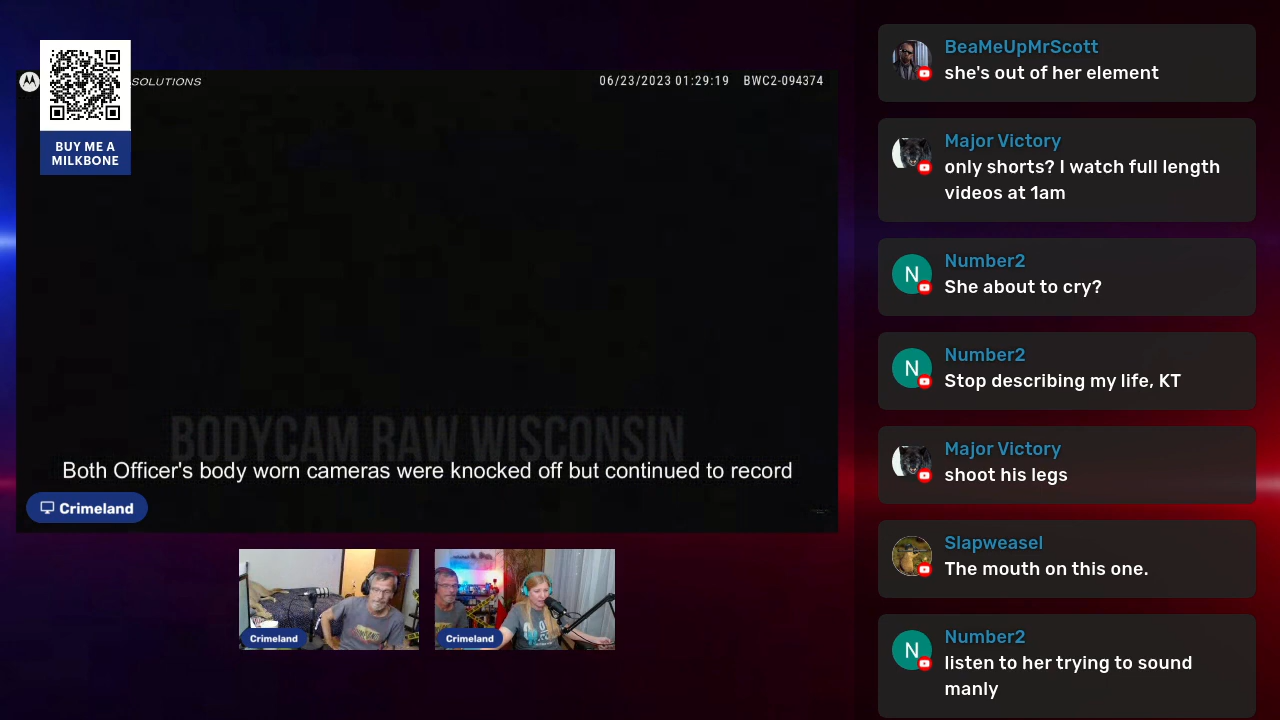 SOLUTIONS
06/23/2023 01:29:19 BWC2-094374
BUY ME A
MILKBONE
BODYCAM RAW WISCONSIN
Both Officer's body worn cameras were knocked off but continued to record
Crimeland
Crimeland
Crimeland
BeaMeUpMrScott
she's out of her element
Major Victory
only shorts? I watch full length
videos at 1am
N
Number2
She about to cry?
N
Number2
Stop describing my life, KT
Major Victory
shoot his legs
Slapweasel
The mouth on this one.
N
Number2
listen to her trying to sound
manly